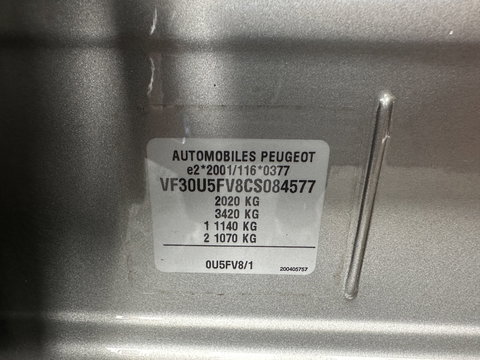 AUTOMOBILES PEUGEOT
e2*2001/116*0377
VF30U5FV8CS084577
2020 KG
3420 KG
1 1140 KG
2 1070 KG
0U5FV8/1
200405757